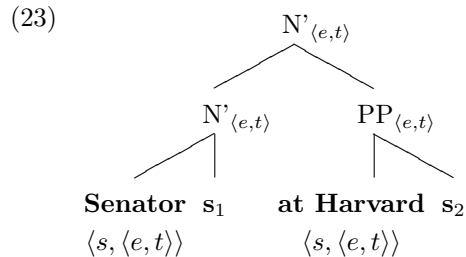 (23)
N'⟨e,t⟩
N'⟨e,t⟩ PP⟨e,t⟩
Senator s₁ at Harvard s₂
⟨s, ⟨e, t⟩⟩ ⟨s, ⟨e, t⟩⟩